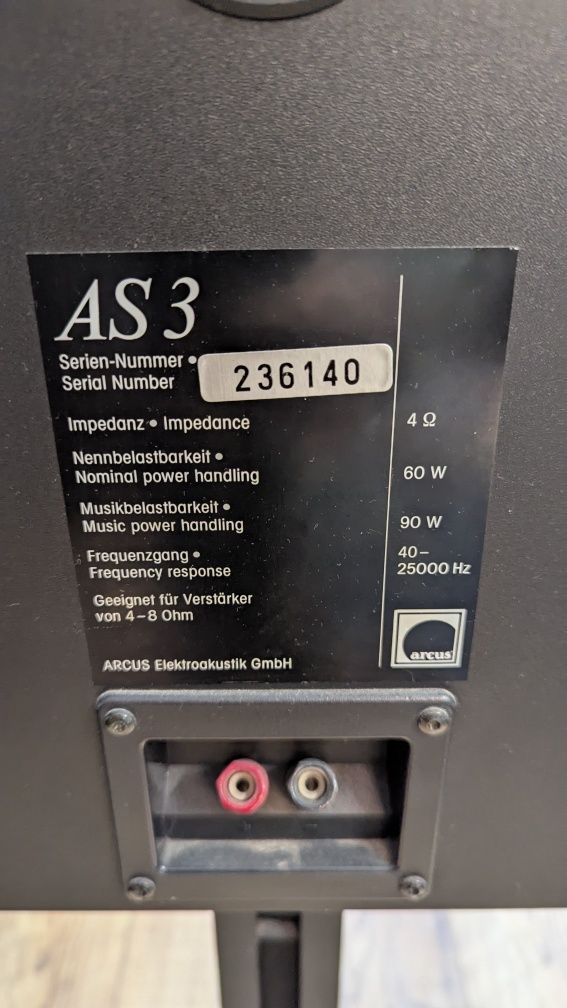 AS 3
Serien-Nummer •
Serial Number
236140
Impedanz • Impedance
4 Ω
Nennbelastbarkeit •
Nominal power handling
60 W
Musikbelastbarkeit •
Music power handling
90 W
Frequenzgang •
Frequency response
40–
25000 Hz
Geeignet für Verstärker
von 4–8 Ohm
ARCUS Elektroakustik GmbH
arcus